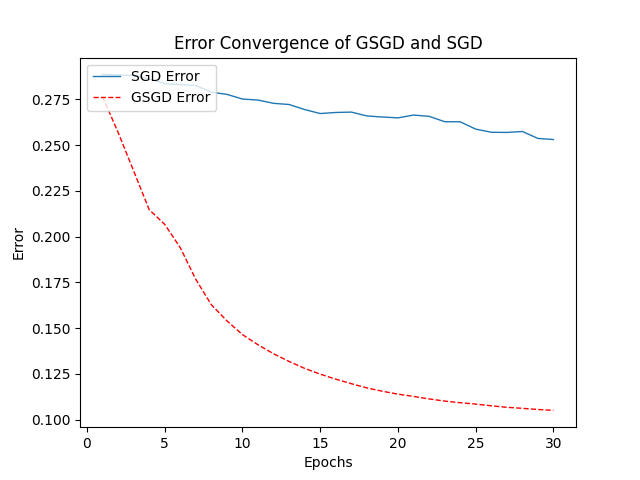 Error Convergence of GSGD and SGD
SGD Error
GSGD Error
0.275
0.250
0.225
0.200
0.175
0.150
0.125
0.100
Error
0 5 10 15 20 25 30
Epochs